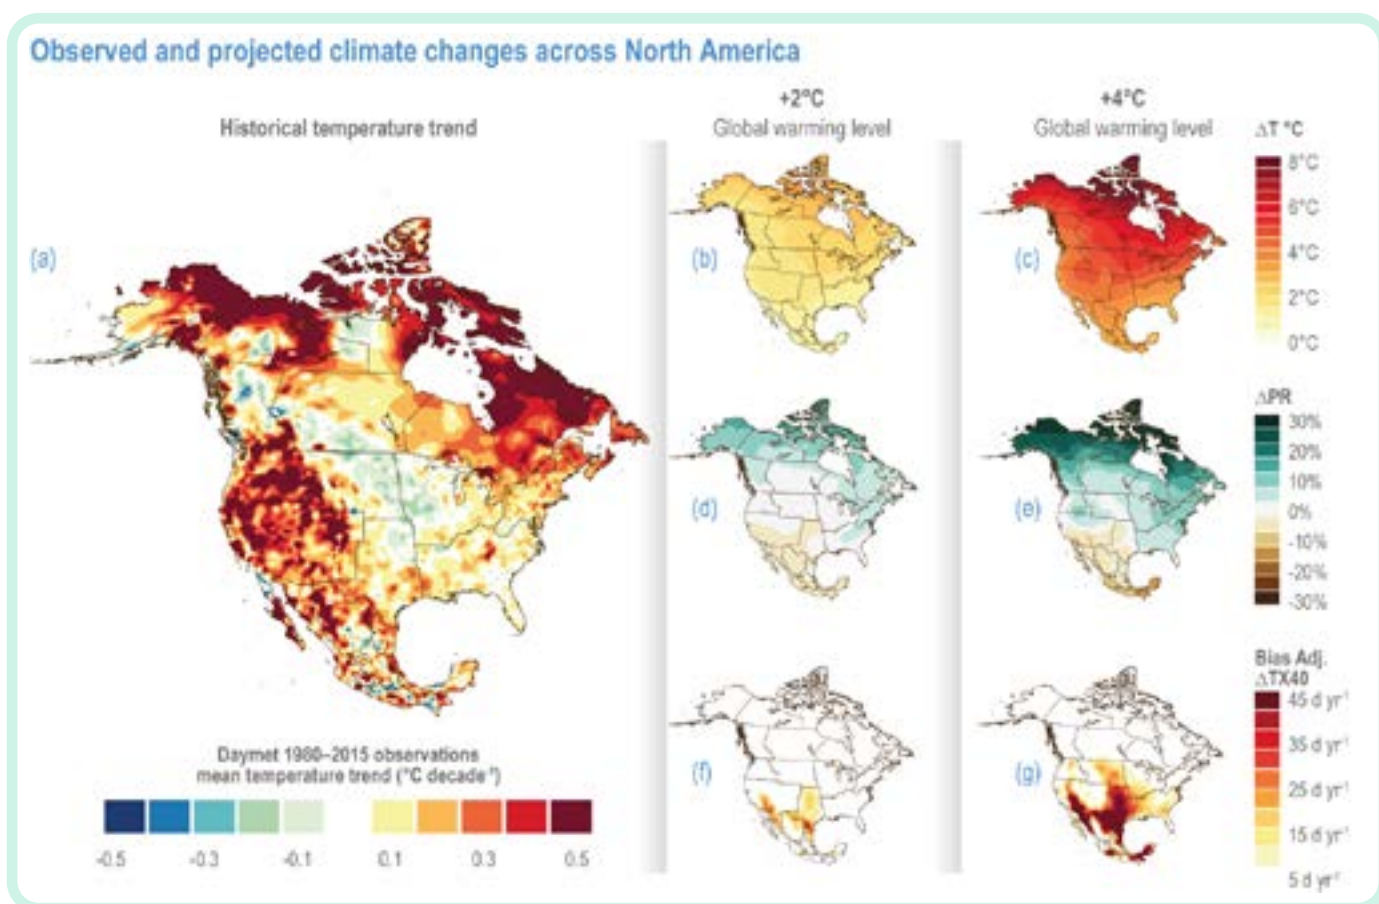 Observed and projected climate changes across North America
Historical temperature trend
+2°C
Global warming level
+4°C
Global warming level
ΔT °C
8°C
6°C
4°C
2°C
0°C
(a)
(b)
(c)
ΔPR
30%
20%
10%
0%
-10%
-20%
-30%
(d)
(e)
Bias Adj.
ΔTX40
45 d yr⁻¹
35 d yr⁻¹
25 d yr⁻¹
15 d yr⁻¹
5 d yr⁻¹
(f)
(g)
Daymet 1980–2015 observations
mean temperature trend (°C decade⁻¹)
-0.5 -0.3 -0.1 0.1 0.3 0.5